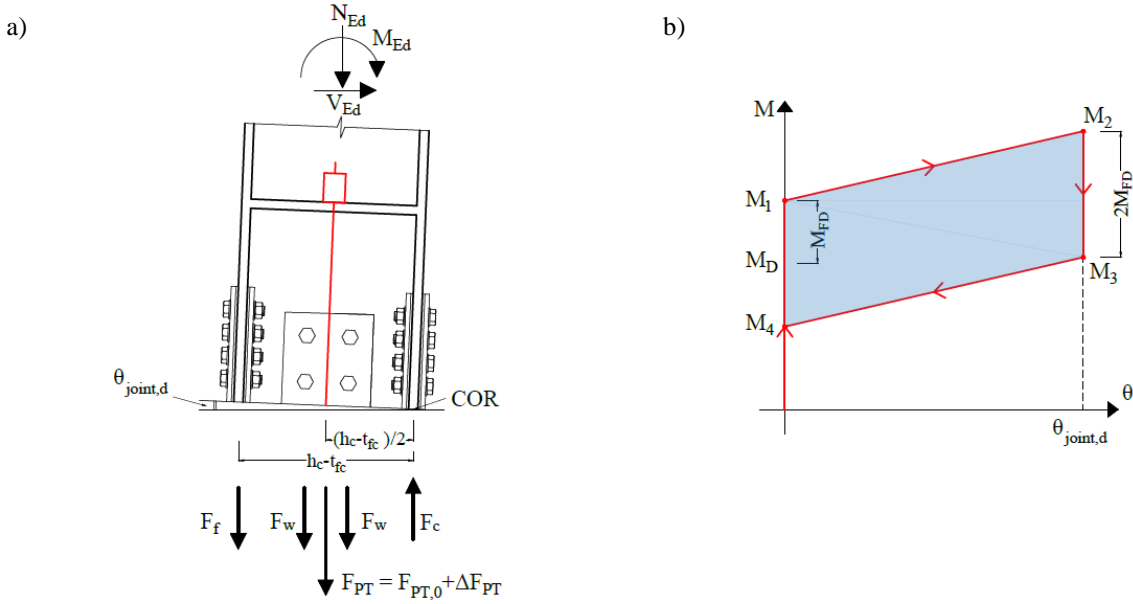 a)
N_Ed
M_Ed
V_Ed
θ_joint,d
COR
(h_c-t_fc)/2
h_c-t_fc
F_f
F_w
F_w
F_c
F_PT = F_PT,0+ΔF_PT
b)
M
M_2
M_1
M_FD
2M_FD
M_D
M_3
M_4
θ
θ_joint,d